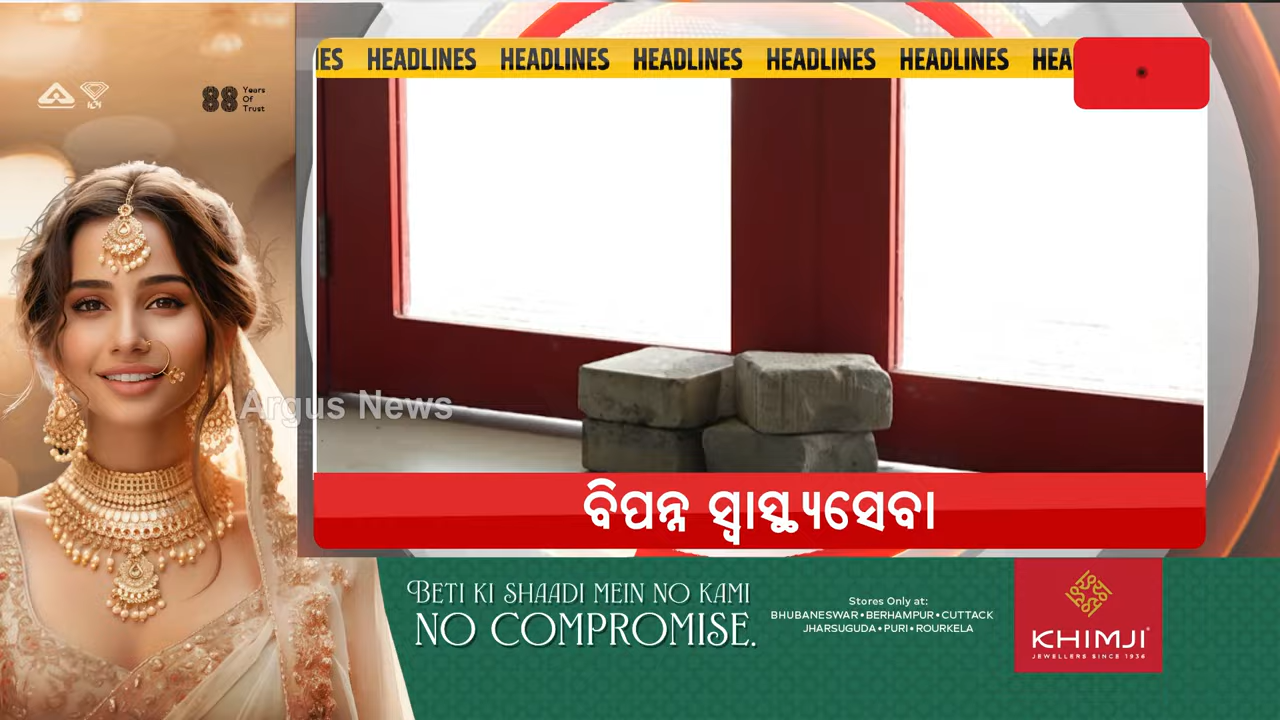 IES HEADLINES HEADLINES HEADLINES HEADLINES HEADLINES HEA
88 Years
Of
Trust
Argus News
ବିପନ୍ନ ସ୍ୱାସ୍ଥ୍ୟସେବା
BETI KI SHAADI MEIN NO KAMI
NO COMPROMISE.
Stores Only at:
BHUBANESWAR • BERHAMPUR • CUTTACK
JHARSUGUDA • PURI • ROURKELA
KHIMJI
JEWELLERS SINCE 1936